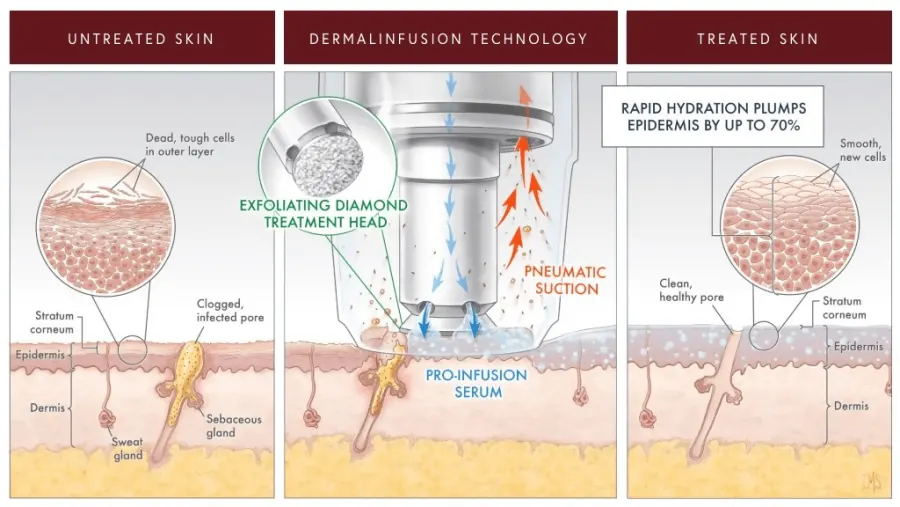 UNTREATED SKIN
Dead, tough cells
in outer layer
Clogged,
infected pore
Stratum
corneum
Epidermis
Dermis
Sebaceous
gland
Sweat
gland
DERMALINFUSION TECHNOLOGY
EXFOLIATING DIAMOND
TREATMENT HEAD
PNEUMATIC
SUCTION
PRO-INFUSION
SERUM
TREATED SKIN
RAPID HYDRATION PLUMPS
EPIDERMIS BY UP TO 70%
Smooth,
new cells
Clean,
healthy pore
Stratum
corneum
Epidermis
Dermis